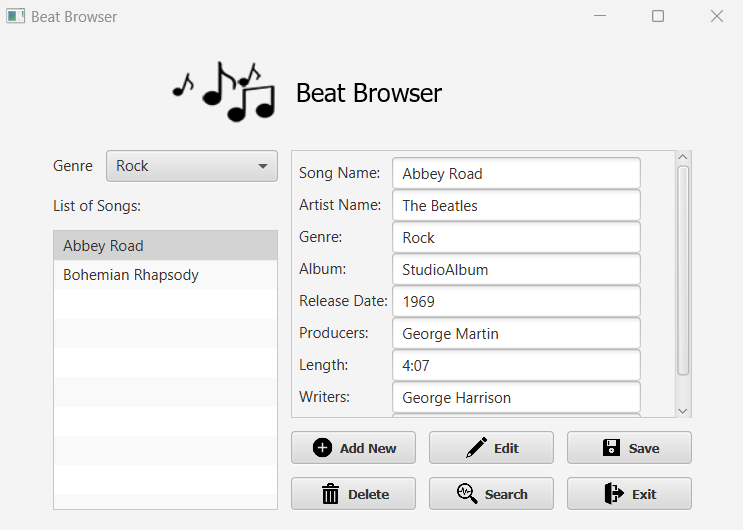 Beat Browser
Beat Browser
Genre Rock
List of Songs:
Abbey Road
Bohemian Rhapsody
Song Name: Abbey Road
Artist Name: The Beatles
Genre: Rock
Album: StudioAlbum
Release Date: 1969
Producers: George Martin
Length: 4:07
Writers: George Harrison
Add New Edit Save
Delete Search Exit